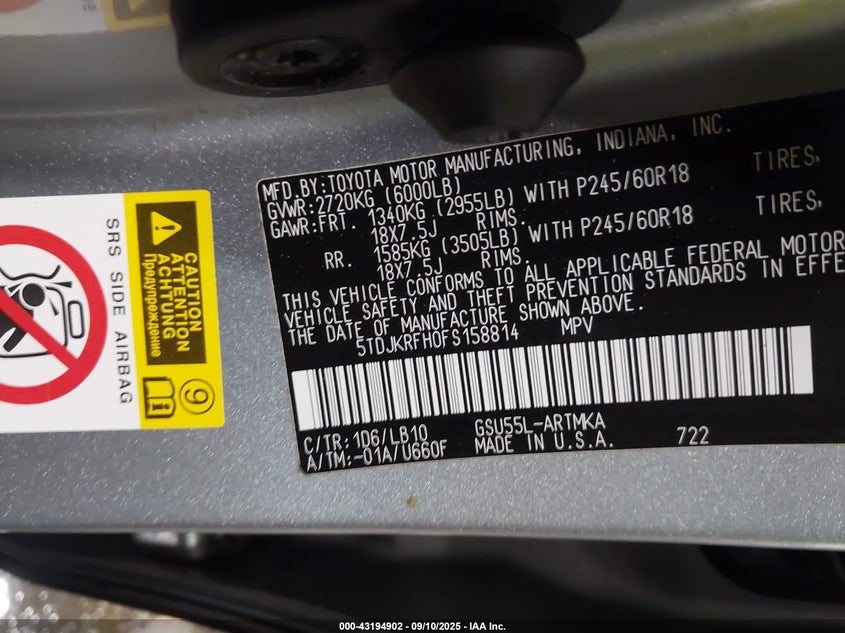 MFD.BY:TOYOTA MOTOR MANUFACTURING, INDIANA, INC.
GVWR:2720KG (6000LB)
GAWR:FRT. 1340KG (2955LB) WITH P245/60R18 TIRES,
18X7.5J RIMS.
RR. 1585KG (3505LB) WITH P245/60R18 TIRES,
18X7.5J RIMS.
THIS VEHICLE CONFORMS TO ALL APPLICABLE FEDERAL MOTOR
VEHICLE SAFETY AND THEFT PREVENTION STANDARDS IN EFFE
THE DATE OF MANUFACTURE SHOWN ABOVE.
5TDJKRFH0FS158814 MPV
C/TR:1D6/LB10 GSU55L-ARTMKA
A/TM:-01A/U660F MADE IN U.S.A. 722
CAUTION
ATTENTION
ACHTUNG
Предупреждение
9
SRS SIDE AIRBAG
000-43194902 - 09/10/2025 - IAA Inc.